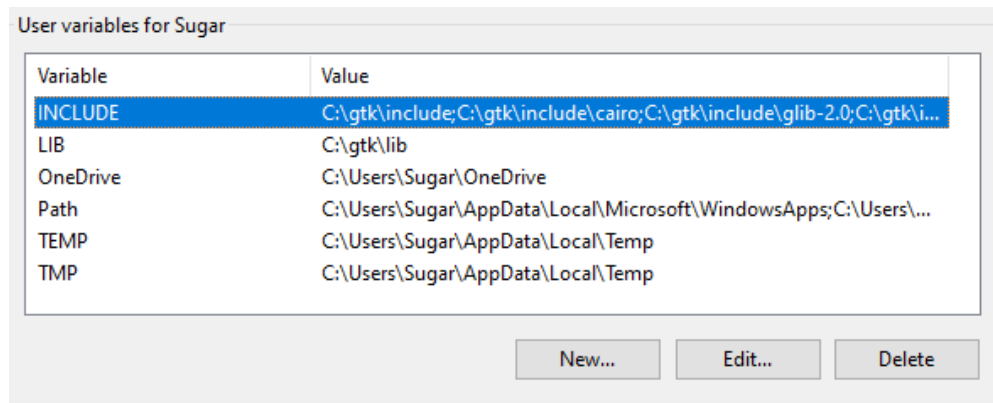 User variables for Sugar
Variable Value
INCLUDE C:\gtk\include;C:\gtk\include\cairo;C:\gtk\include\glib-2.0;C:\gtk\i...
LIB C:\gtk\lib
OneDrive C:\Users\Sugar\OneDrive
Path C:\Users\Sugar\AppData\Local\Microsoft\WindowsApps;C:\Users\...
TEMP C:\Users\Sugar\AppData\Local\Temp
TMP C:\Users\Sugar\AppData\Local\Temp
New... Edit... Delete